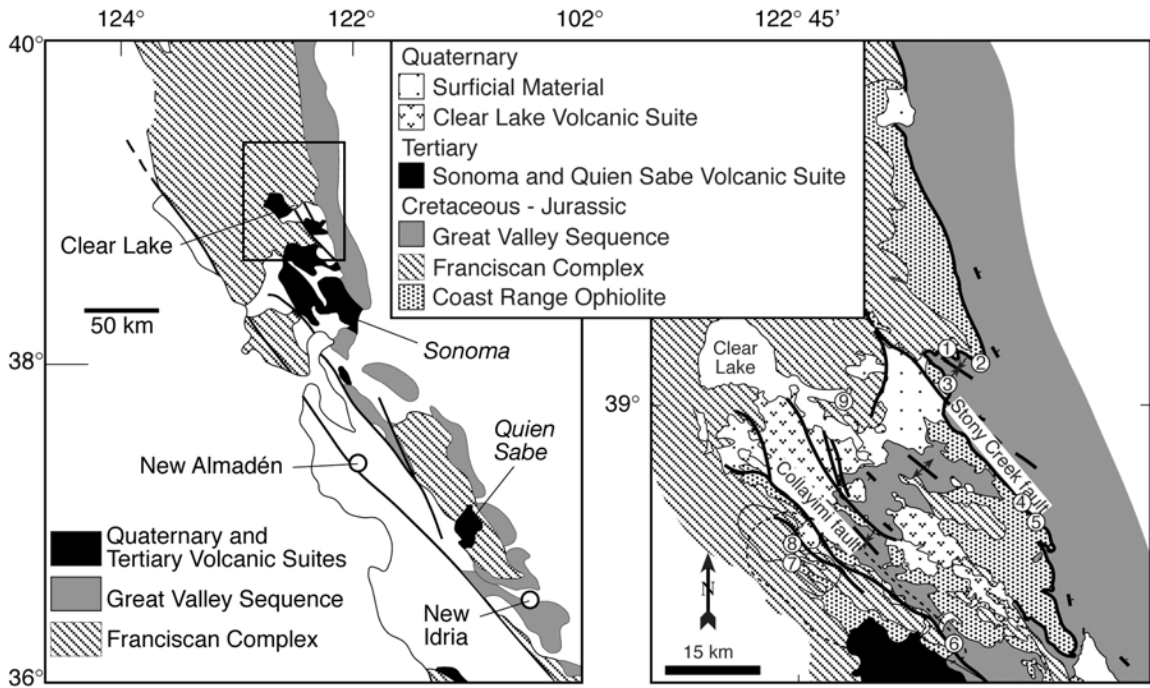 124°
122°
102°
122° 45’
40°
38°
36°
39°
Clear Lake
50 km
Sonoma
Quien
Sabe
New Almadén
New
Idria
Quaternary and
Tertiary Volcanic Suites
Great Valley Sequence
Franciscan Complex
Quaternary
Surficial Material
Clear Lake Volcanic Suite
Tertiary
Sonoma and Quien Sabe Volcanic Suite
Cretaceous - Jurassic
Great Valley Sequence
Franciscan Complex
Coast Range Ophiolite
Clear
Lake
1
2
3
9
Stony Creek fault
4
5
Collayimi fault
8
7
6
N
15 km